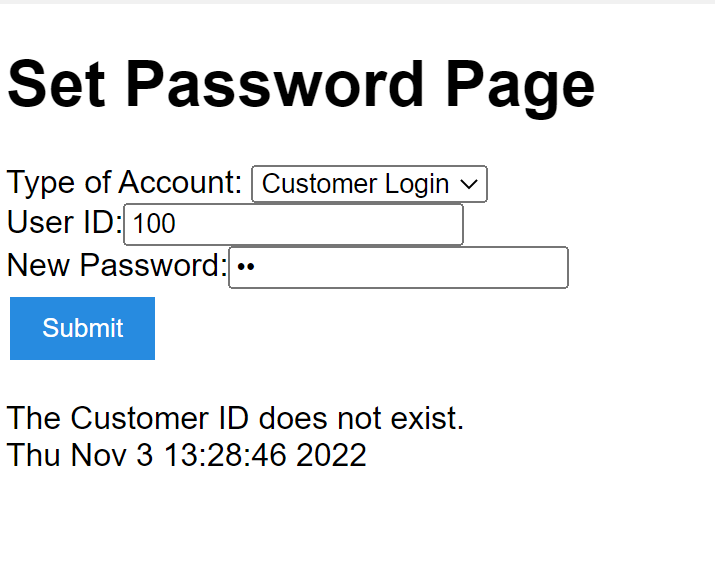 Set Password Page
Type of Account: Customer Login
User ID: 100
New Password: ••
Submit
The Customer ID does not exist.
Thu Nov 3 13:28:46 2022